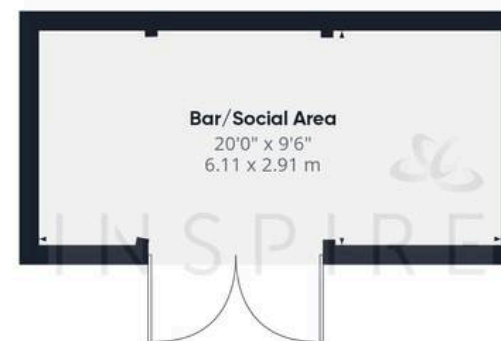 Bar/Social Area
20'0" x 9'6"
6.11 x 2.91 m
INSPIRE